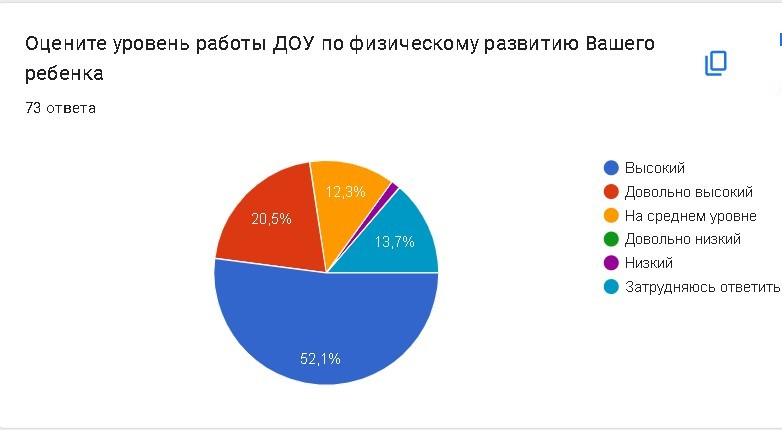 Оцените уровень работы ДОУ по физическому развитию Вашего
ребенка
73 ответа
12,3%
20,5%
13,7%
52,1%
Высокий
Довольно высокий
На среднем уровне
Довольно низкий
Низкий
Затрудняюсь ответить